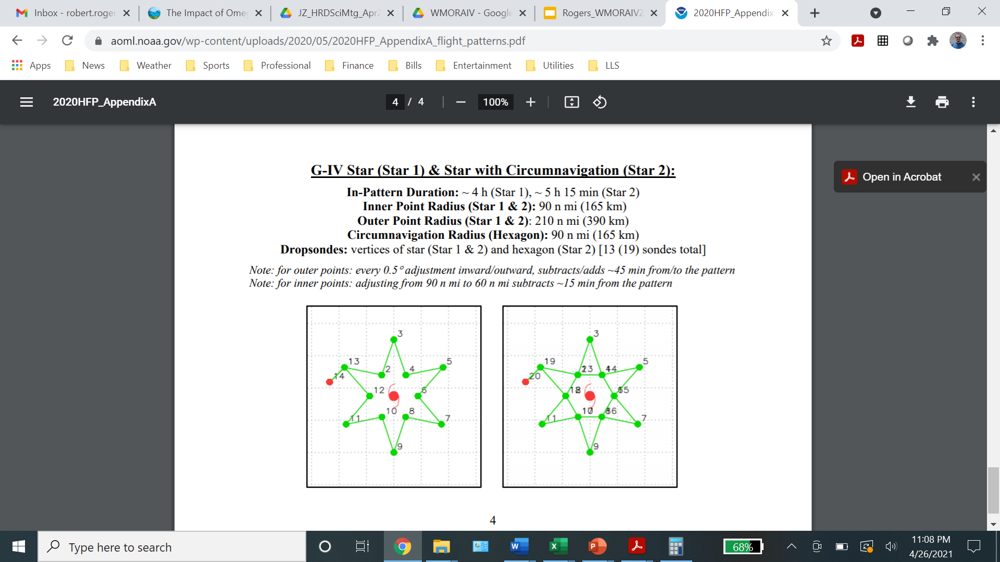 Inbox - robert.roger
The Impact of Ome
JZ_HRDSciMtg_Apr2
WMORAIV - Google
Rogers_WMORAIV2
2020HFP_Appendix
aoml.noaa.gov/wp-content/uploads/2020/05/2020HFP_AppendixA_flight_patterns.pdf
Apps News Weather Sports Professional Finance Bills Entertainment Utilities LLS
2020HFP_AppendixA 4 / 4 100%
Open in Acrobat
G-IV Star (Star 1) & Star with Circumnavigation (Star 2):
In-Pattern Duration: ~ 4 h (Star 1), ~ 5 h 15 min (Star 2)
Inner Point Radius (Star 1 & 2): 90 n mi (165 km)
Outer Point Radius (Star 1 & 2): 210 n mi (390 km)
Circumnavigation Radius (Hexagon): 90 n mi (165 km)
Dropsondes: vertices of star (Star 1 & 2) and hexagon (Star 2) [13 (19) sondes total]
Note: for outer points: every 0.5° adjustment inward/outward, subtracts/adds ~45 min from/to the pattern
Note: for inner points: adjusting from 90 n mi to 60 n mi subtracts ~15 min from the pattern
3
13 5
2 4
14
12 6
10 8
11 7
9
3
19 5
20
11 7
9
4
Type here to search
68%
11:08 PM
4/26/2021